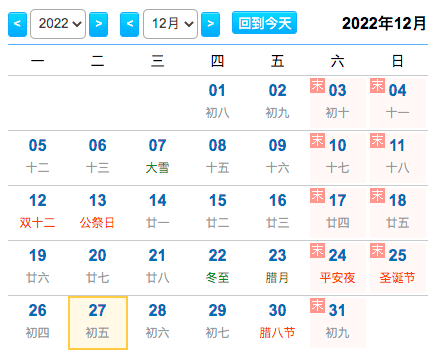 < 2022 > < 12月 > 回到今天 2022年12月
一 二 三 四 五 六 日
01 02 末 03 末 04
初八 初九 初十 十一
05 06 07 08 09 末 10 末 11
十二 十三 大雪 十五 十六 十七 十八
12 13 14 15 16 末 17 末 18
双十二 公祭日 廿一 廿二 廿三 廿四 廿五
19 20 21 22 23 末 24 末 25
廿六 廿七 廿八 冬至 腊月 平安夜 圣诞节
26 27 28 29 30 末 31
初四 初五 初六 初七 腊八节 初九